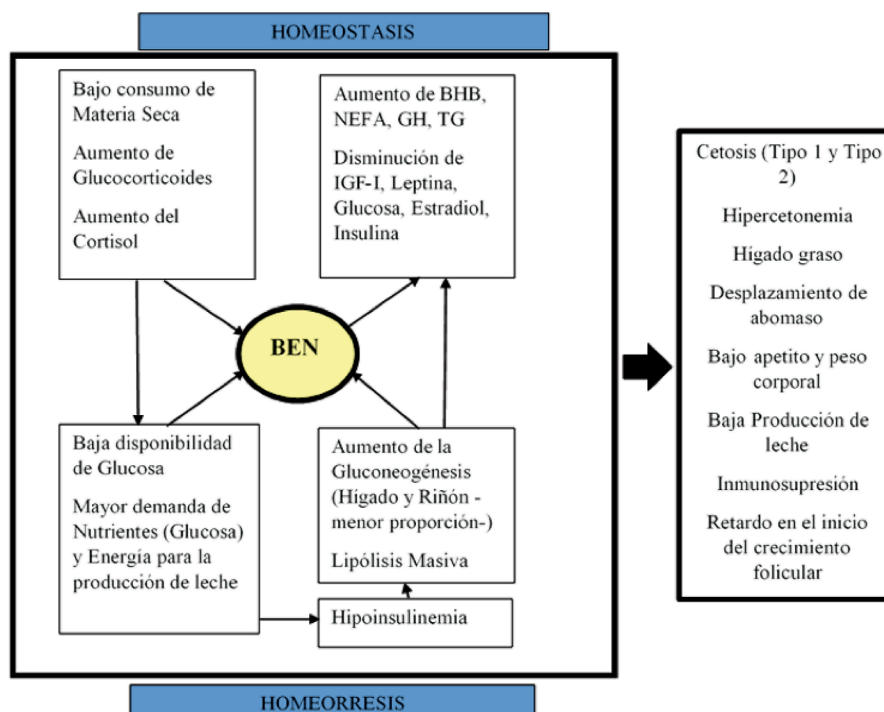 HOMEOSTASIS
Bajo consumo de
Materia Seca
Aumento de
Glucocorticoides
Aumento del
Cortisol
Aumento de BHB,
NEFA, GH, TG
Disminución de
IGF-I, Leptina,
Glucosa, Estradiol,
Insulina
BEN
Baja disponibilidad
de Glucosa
Mayor demanda de
Nutrientes (Glucosa)
y Energía para la
producción de leche
Aumento de la
Gluconeogénesis
(Hígado y Riñón -
menor proporción-)
Lipólisis Masiva
Hipoinsulinemia
HOMEORRESIS
Cetosis (Tipo 1 y Tipo
2)
Hipercetonemia
Hígado graso
Desplazamiento de
abomaso
Bajo apetito y peso
corporal
Baja Producción de
leche
Inmunosupresión
Retardo en el inicio
del crecimiento
folicular